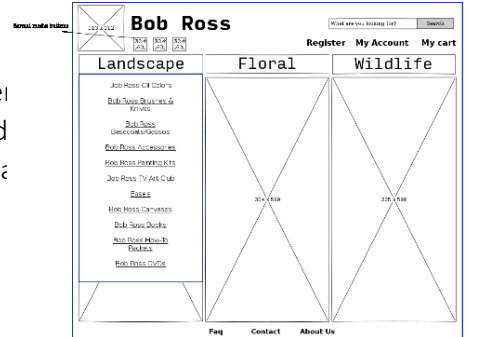 Bob Ross
What are you looking for?
Search
Social media buttons
Register My Account My cart
Landscape Floral Wildlife
Bob Ross Oil Colors
Bob Ross Brushes &
Knives
Bob Ross
Basecoats/Gessos
Bob Ross Accessories
Bob Ross Painting Kits
Bob Ross TV Art Club
Easels
Bob Ross Canvases
Bob Ross Books
Bob Ross How-To
Packets
Bob Ross DVDs
Faq Contact About Us